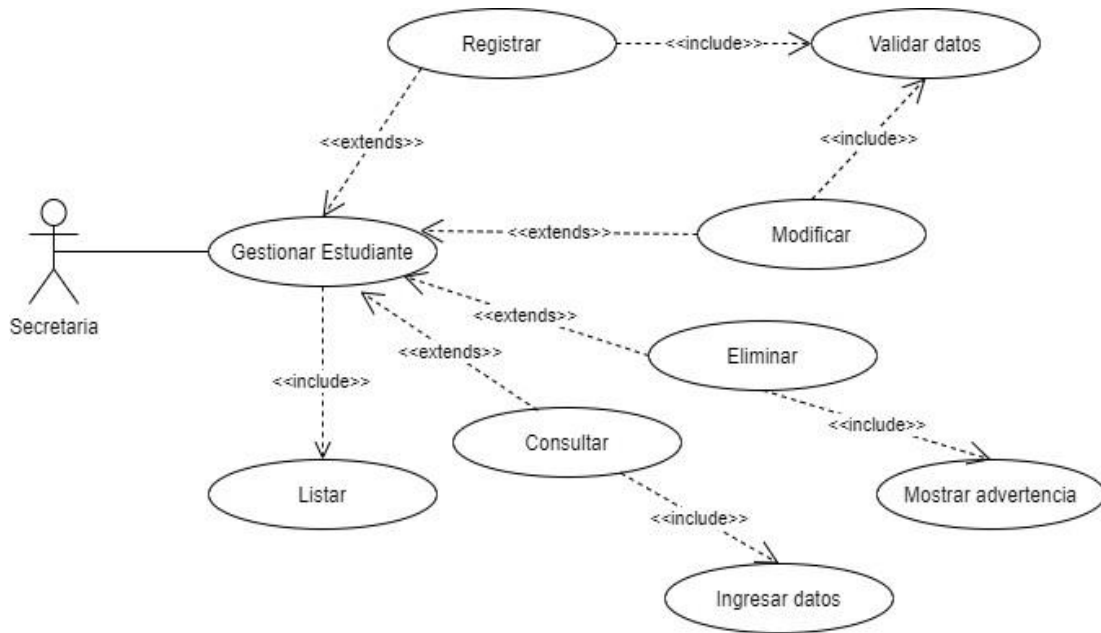 Registrar
<<include>>
Validar datos
<<extends>>
<<include>>
Gestionar Estudiante
<<extends>>
Modificar
Secretaria
<<extends>>
<<extends>>
Eliminar
<<include>>
<<include>>
Consultar
Listar
<<include>>
Mostrar advertencia
Ingresar datos